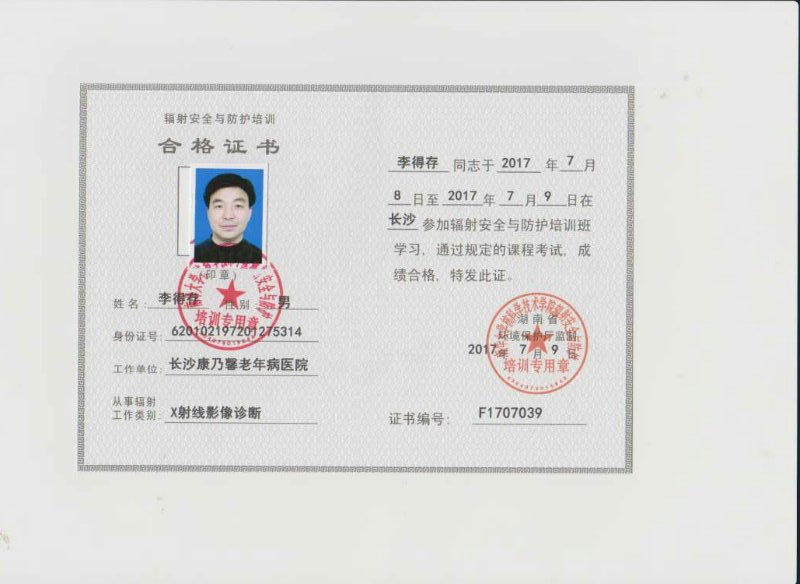 辐射安全与防护培训
合格证书
(印章)
培训专用章
姓名: 李得存 性别: 男
身份证号: 620102197201275314
工作单位: 长沙康乃馨老年病医院
从事辐射
工作类别: X射线影像诊断
李得存 同志于 2017 年 7 月
8 日至 2017 年 7 月 9 日在
长沙 参加辐射安全与防护培训班
学习,通过规定的课程考试,成
绩合格,特发此证。
湖南省
环境保护厅监制
2017 年 7 月 9 日
培训专用章
证书编号: F1707039